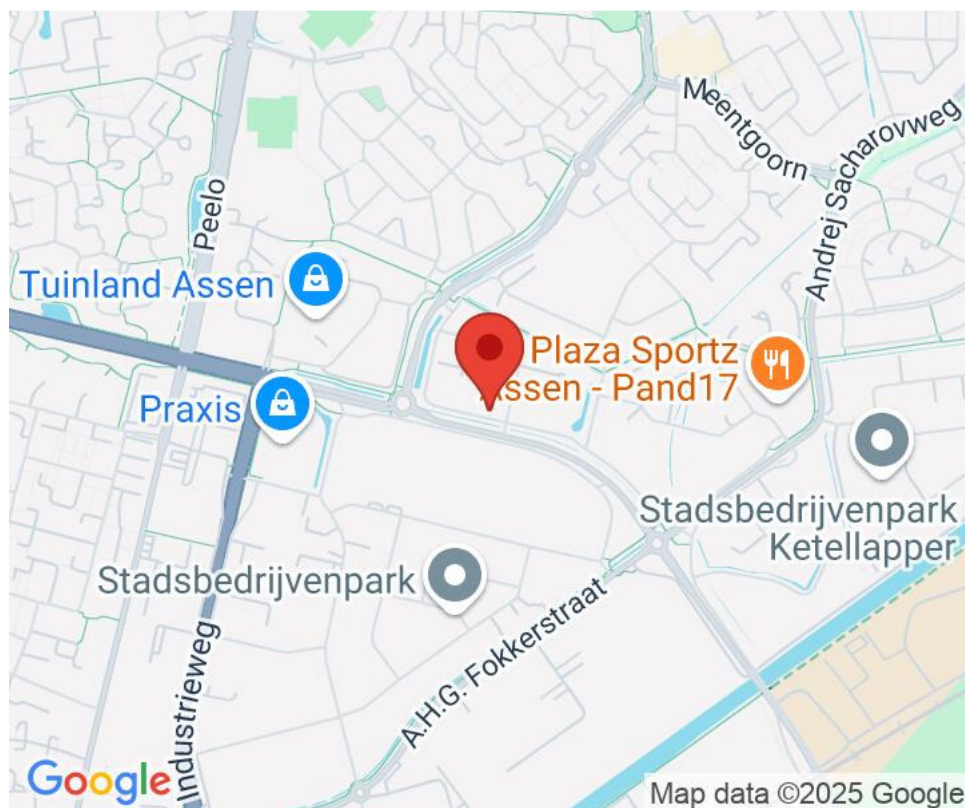 Meentgoorn
Andrej Sacharovweg
Peelo
Tuinland Assen
Plaza Sportz
Assen - Pand17
Praxis
Stadsbedrijvenpark
Ketellapper
Stadsbedrijvenpark
A.H.G. Fokkerstraat
Industrieweg
Google
Map data ©2025 Google